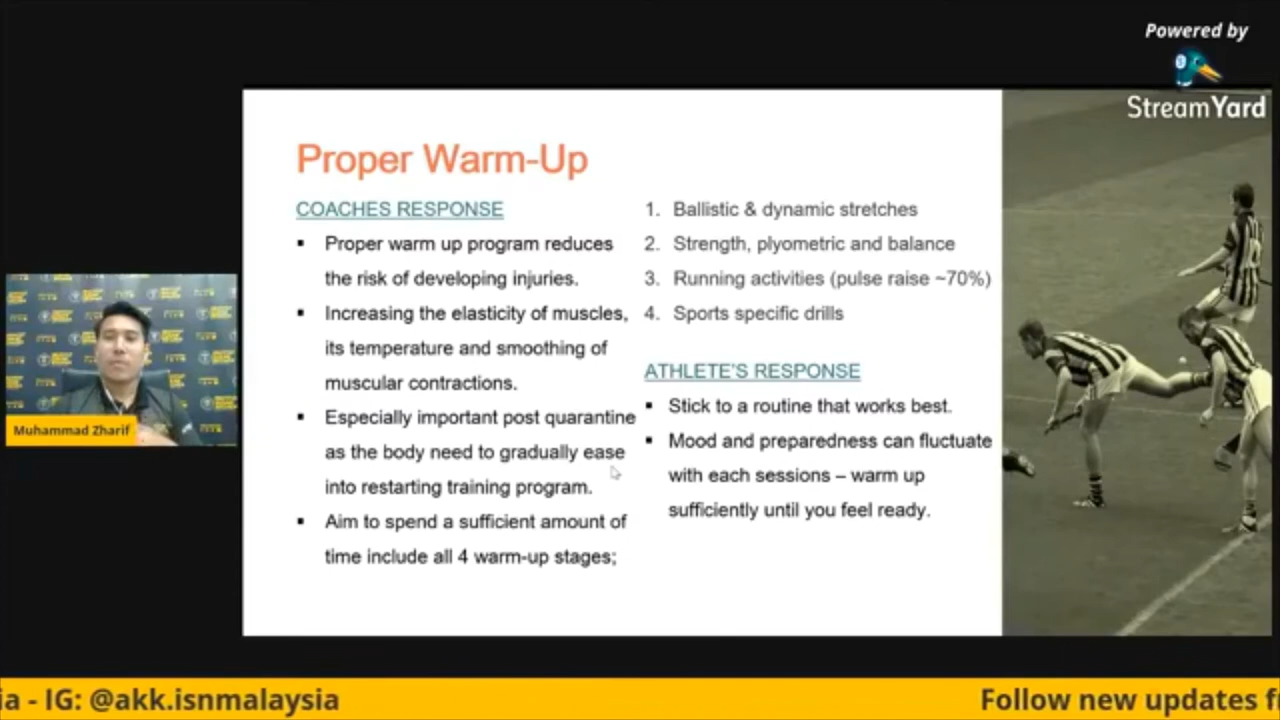 Powered by
StreamYard
Proper Warm-Up
COACHES RESPONSE
▪ Proper warm up program reduces
the risk of developing injuries.
▪ Increasing the elasticity of muscles,
its temperature and smoothing of
muscular contractions.
▪ Especially important post quarantine
as the body need to gradually ease
into restarting training program.
▪ Aim to spend a sufficient amount of
time include all 4 warm-up stages;
1. Ballistic & dynamic stretches
2. Strength, plyometric and balance
3. Running activities (pulse raise ~70%)
4. Sports specific drills
ATHLETE'S RESPONSE
▪ Stick to a routine that works best.
▪ Mood and preparedness can fluctuate
with each sessions – warm up
sufficiently until you feel ready.
Muhammad Zharif
ia - IG: @akk.isnmalaysia
Follow new updates f